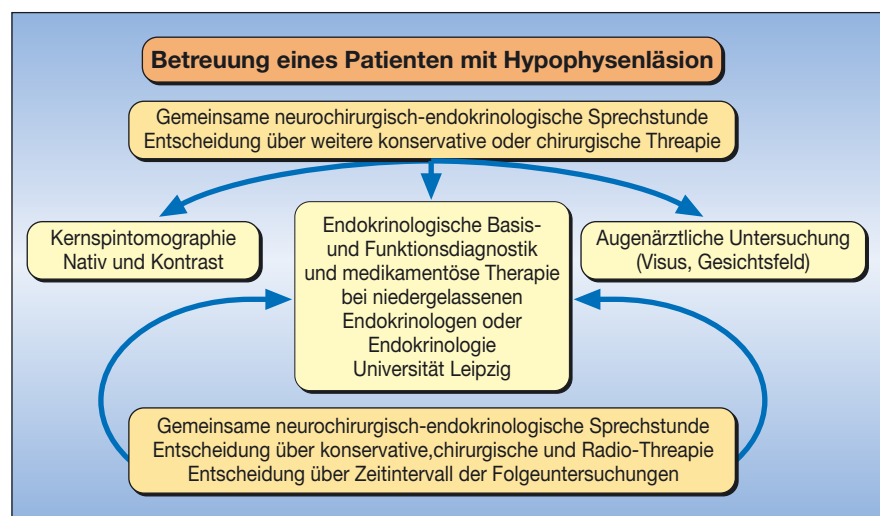 Betreuung eines Patienten mit Hypophysenläsion
Gemeinsame neurochirurgisch-endokrinologische Sprechstunde
Entscheidung über weitere konservative oder chirurgische Threapie
Kernspintomographie
Nativ und Kontrast
Endokrinologische Basis-
und Funktionsdiagnostik
und medikamentöse Therapie
bei niedergelassenen
Endokrinologen oder
Endokrinologie
Universität Leipzig
Augenärztliche Untersuchung
(Visus, Gesichtsfeld)
Gemeinsame neurochirurgisch-endokrinologische Sprechstunde
Entscheidung über konservative,chirurgische und Radio-Threapie
Entscheidung über Zeitintervall der Folgeuntersuchungen